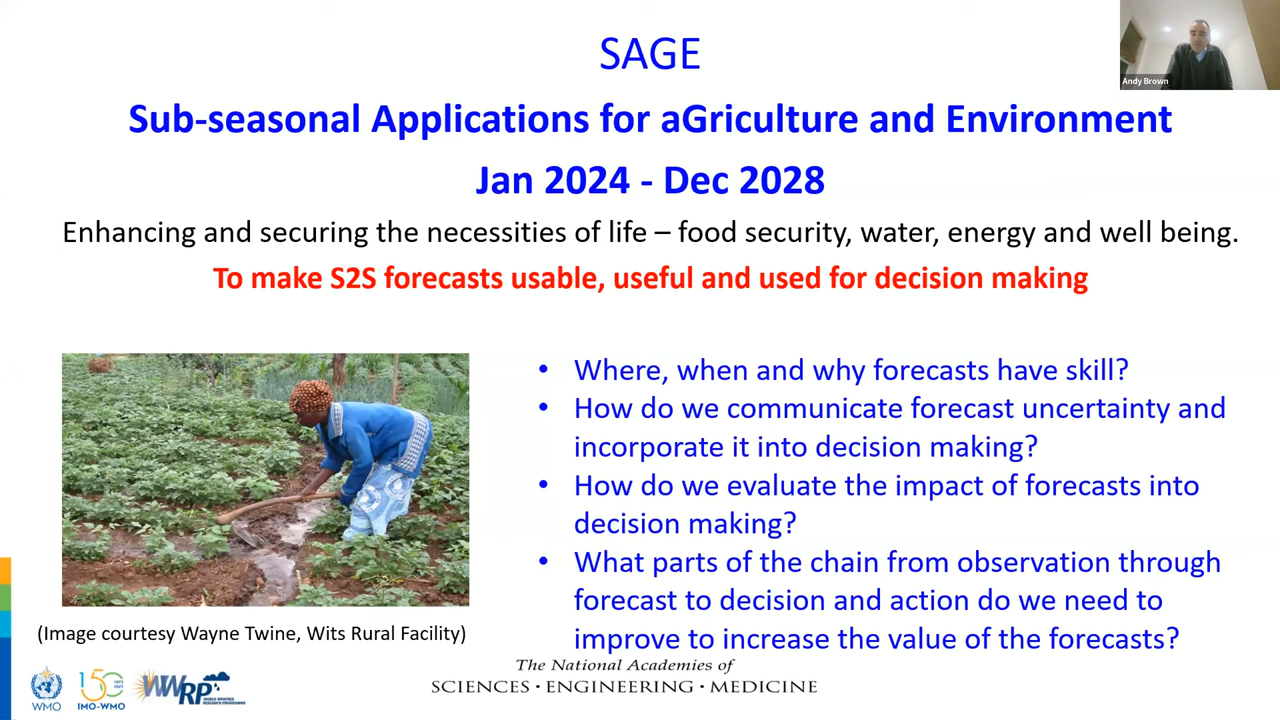 SAGE
Andy Brown
Sub-seasonal Applications for aGriculture and Environment
Jan 2024 - Dec 2028
Enhancing and securing the necessities of life – food security, water, energy and well being.
To make S2S forecasts usable, useful and used for decision making
• Where, when and why forecasts have skill?
• How do we communicate forecast uncertainty and
incorporate it into decision making?
• How do we evaluate the impact of forecasts into
decision making?
• What parts of the chain from observation through
forecast to decision and action do we need to
improve to increase the value of the forecasts?
(Image courtesy Wayne Twine, Wits Rural Facility)
The National Academies of
SCIENCES · ENGINEERING · MEDICINE
WMO
150
IMO-WMO
WWRP
WORLD WEATHER
RESEARCH PROGRAMME